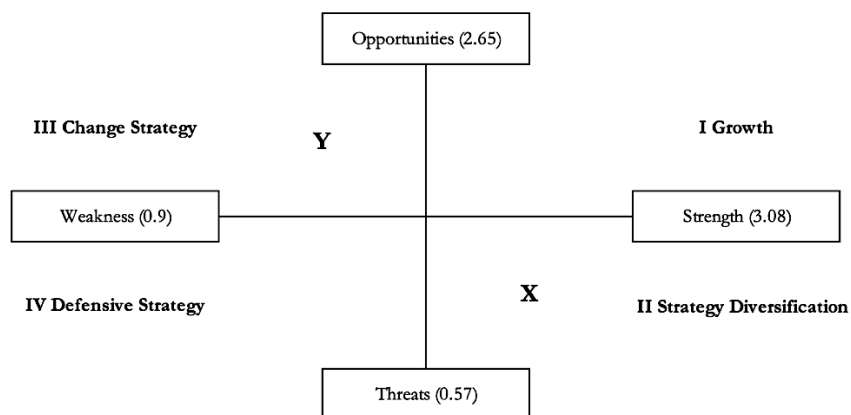 Opportunities (2.65)
III Change Strategy
Y
I Growth
Weakness (0.9)
Strength (3.08)
IV Defensive Strategy
X
II Strategy Diversification
Threats (0.57)